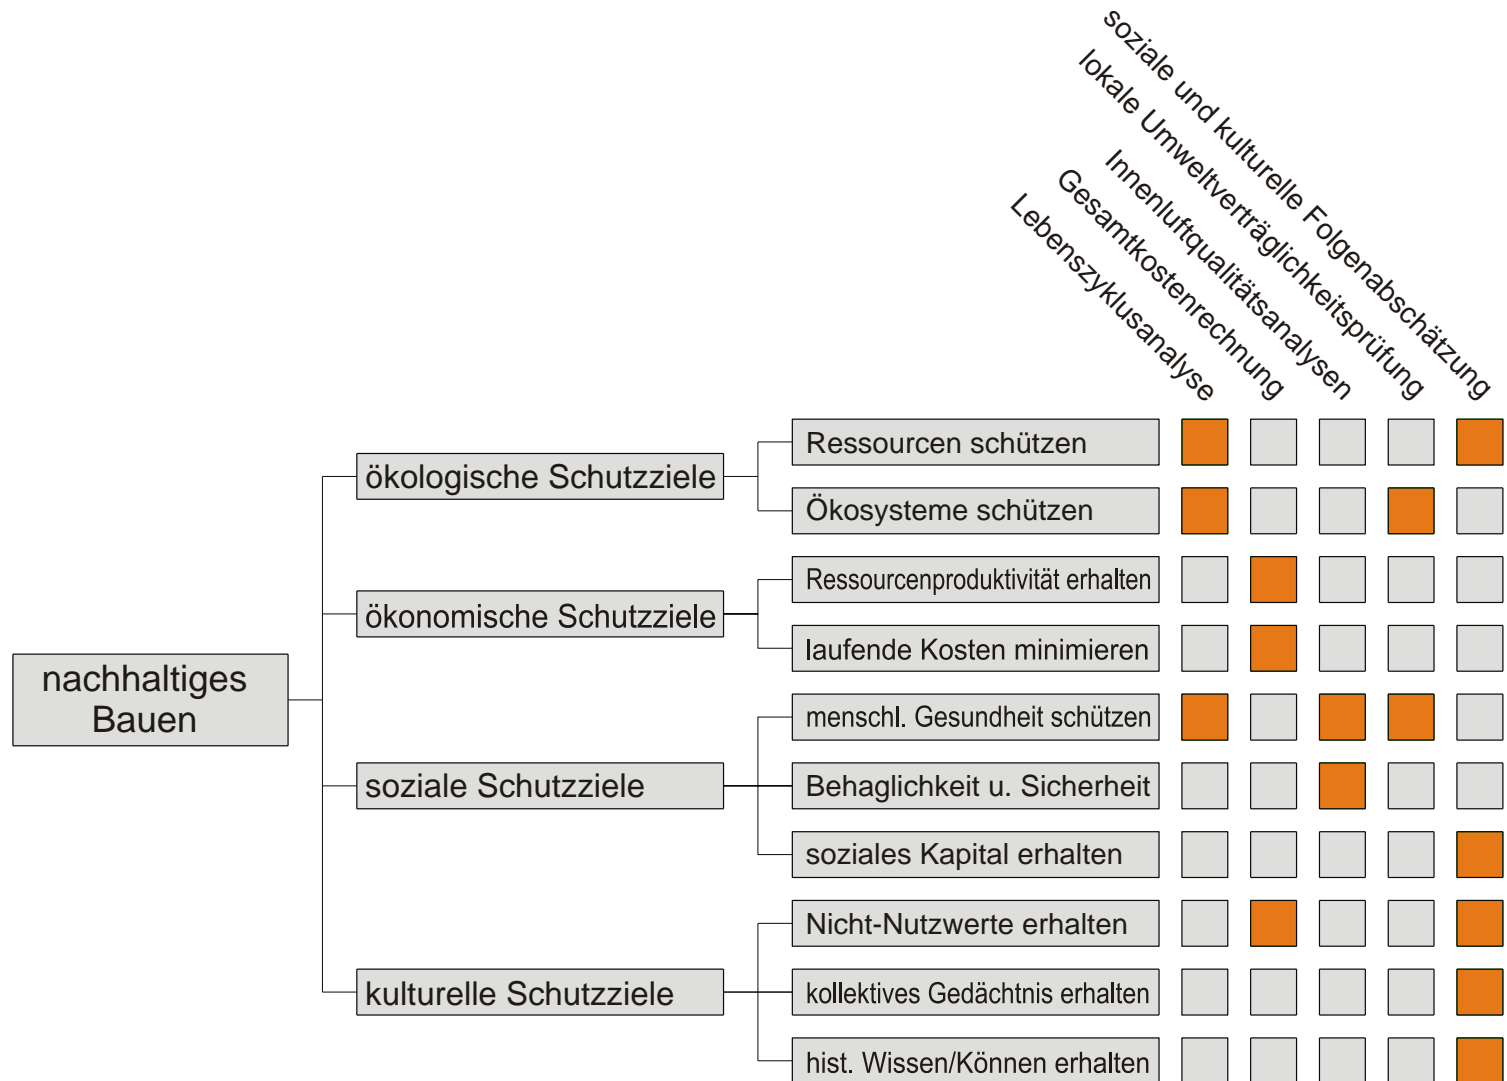 soziale und kulturelle Folgenabschätzung
lokale Umweltverträglichkeitsprüfung
Innenluftqualitätsanalysen
Gesamtkostenrechnung
Lebenszyklusanalyse
nachhaltiges
Bauen
ökologische Schutzziele
Ressourcen schützen
Ökosysteme schützen
ökonomische Schutzziele
Ressourcenproduktivität erhalten
laufende Kosten minimieren
soziale Schutzziele
menschl. Gesundheit schützen
Behaglichkeit u. Sicherheit
soziales Kapital erhalten
kulturelle Schutzziele
Nicht-Nutzwerte erhalten
kollektives Gedächtnis erhalten
hist. Wissen/Können erhalten